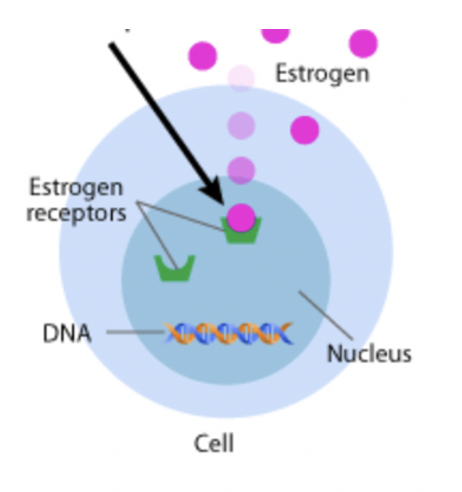 Estrogen
Estrogen
receptors
DNA
Nucleus
Cell